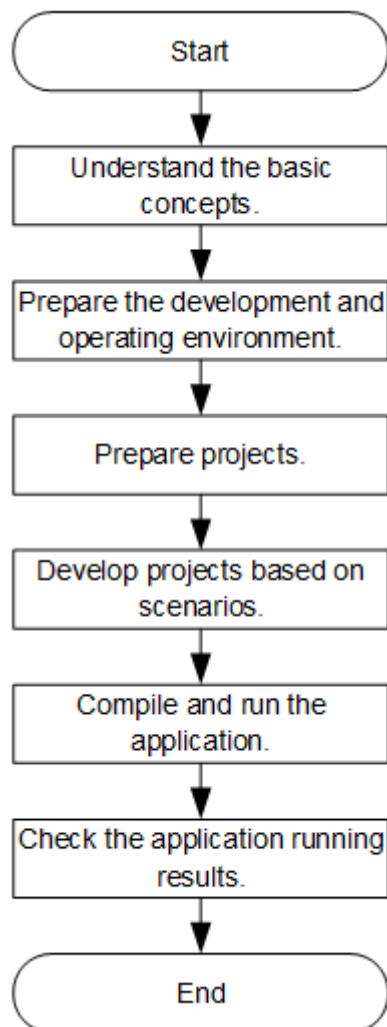 Start
Understand the basic
concepts.
Prepare the development and
operating environment.
Prepare projects.
Develop projects based on
scenarios.
Compile and run the
application.
Check the application running
results.
End